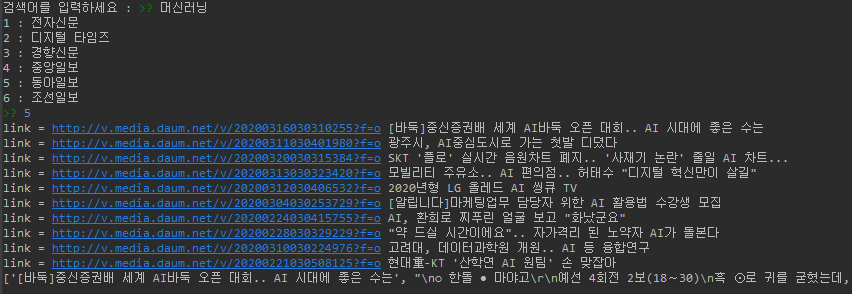 검색어를 입력하세요 : >? 머신러닝
1 : 전자신문
2 : 디지털 타임즈
3 : 경향신문
4 : 중앙일보
5 : 동아일보
6 : 조선일보
>? 5
link = http://v.media.daum.net/v/20200316030310255?f=o [바둑]중신증권배 세계 AI바둑 오픈 대회.. AI 시대에 좋은 수는
link = http://v.media.daum.net/v/20200311030401980?f=o 광주시, AI중심도시로 가는 첫발 디뎠다
link = http://v.media.daum.net/v/20200320030315384?f=o SKT '플로' 실시간 음원차트 폐지.. '사재기 논란' 줄일 AI 차트...
link = http://v.media.daum.net/v/20200313030323420?f=o 모빌리티 주유소.. AI 편의점.. 허태수 "디지털 혁신만이 살길"
link = http://v.media.daum.net/v/20200312030406532?f=o 2020년형 LG 올레드 AI 씽큐 TV
link = http://v.media.daum.net/v/20200304030253729?f=o [알립니다]마케팅업무 담당자 위한 AI 활용법 수강생 모집
link = http://v.media.daum.net/v/20200224030415755?f=o AI, 환희로 찌푸린 얼굴 보고 "화났군요"
link = http://v.media.daum.net/v/20200228030329229?f=o "약 드실 시간이에요".. 자가격리 된 노약자 AI가 돌본다
link = http://v.media.daum.net/v/20200310030224976?f=o 고려대, 데이터과학원 개원.. AI 등 융합연구
link = http://v.media.daum.net/v/20200221030508125?f=o 현대重-KT '산학연 AI 원팀' 손 맞잡아
['[바둑]중신증권배 세계 AI바둑 오픈 대회.. AI 시대에 좋은 수는', "\n○ 한돌 ● 마야고\r\n예선 4회전 2보(18～30)\n흑 ⊙로 귀를 굳혔는데,